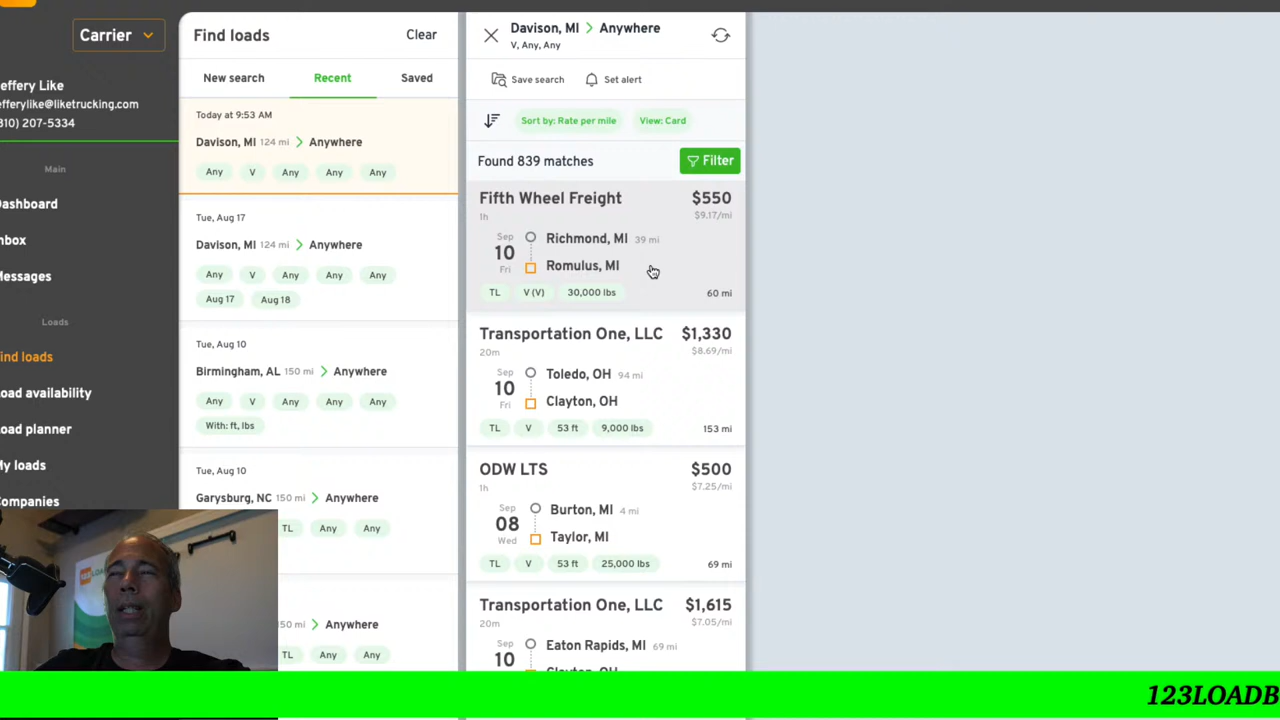 Carrier
effery Like
efferylike@liketrucking.com
310) 207-5334
Main
Dashboard
nbox
Messages
Loads
ind loads
oad availability
oad planner
My loads
Companies
Find loads
Clear
New search
Recent
Saved
Today at 9:53 AM
Davison, MI 124 mi > Anywhere
Any V Any Any Any
Tue, Aug 17
Davison, MI 124 mi > Anywhere
Any V Any Any Any
Aug 17 Aug 18
Tue, Aug 10
Birmingham, AL 150 mi > Anywhere
Any V Any Any Any
With: ft, lbs
Tue, Aug 10
Garysburg, NC 150 mi > Anywhere
TL Any Any
50 mi > Anywhere
TL Any Any
Davison, MI > Anywhere
V, Any, Any
Save search
Set alert
Sort by: Rate per mile
View: Card
Found 839 matches
Filter
Fifth Wheel Freight $550
1h $9.17/mi
Sep 10 Fri
Richmond, MI 39 mi
Romulus, MI
TL V (V) 30,000 lbs 60 mi
Transportation One, LLC $1,330
20m $8.69/mi
Sep 10 Fri
Toledo, OH 94 mi
Clayton, OH
TL V 53 ft 9,000 lbs 153 mi
ODW LTS $500
1h $7.25/mi
Sep 08 Wed
Burton, MI 4 mi
Taylor, MI
TL V 53 ft 25,000 lbs 69 mi
Transportation One, LLC $1,615
20m $7.05/mi
Sep 10
Eaton Rapids, MI 69 mi
Clayton, OH
123LOADB